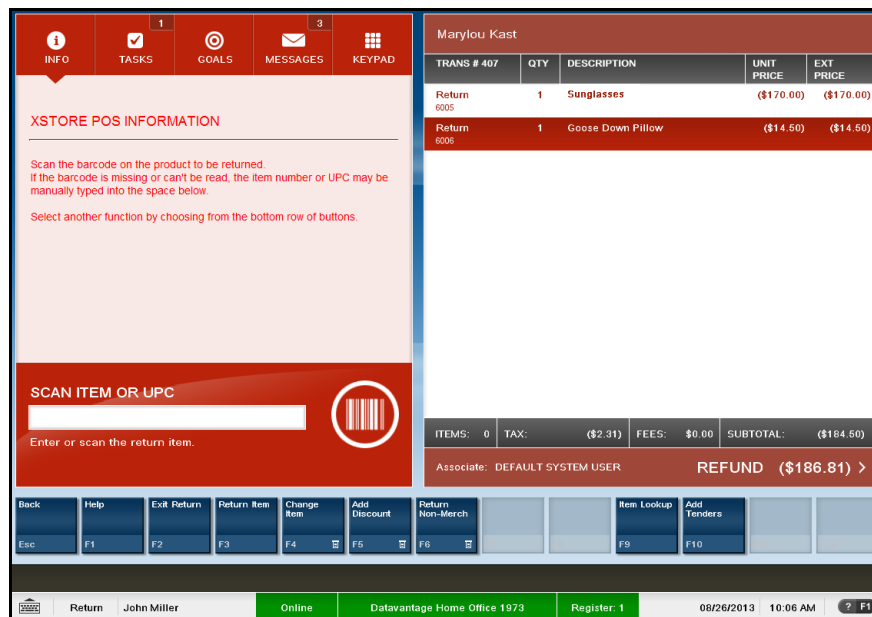 1
3
INFO TASKS GOALS MESSAGES KEYPAD
XSTORE POS INFORMATION
Scan the barcode on the product to be returned.
If the barcode is missing or can't be read, the item number or UPC may be
manually typed into the space below.
Select another function by choosing from the bottom row of buttons.
SCAN ITEM OR UPC
Enter or scan the return item.
Marylou Kast
TRANS # 407 QTY DESCRIPTION UNIT PRICE EXT PRICE
Return 1 Sunglasses ($170.00) ($170.00)
6005
Return 1 Goose Down Pillow ($14.50) ($14.50)
6006
ITEMS: 0 TAX: ($2.31) FEES: $0.00 SUBTOTAL: ($184.50)
Associate: DEFAULT SYSTEM USER REFUND ($186.81) >
Back Help Exit Return Return Item Change Item Add Discount Return Non-Merch Item Lookup Add Tenders
Esc F1 F2 F3 F4 F5 F6 F9 F10
Return John Miller Online Datavantage Home Office 1973 Register: 1 08/26/2013 10:06 AM ? F1